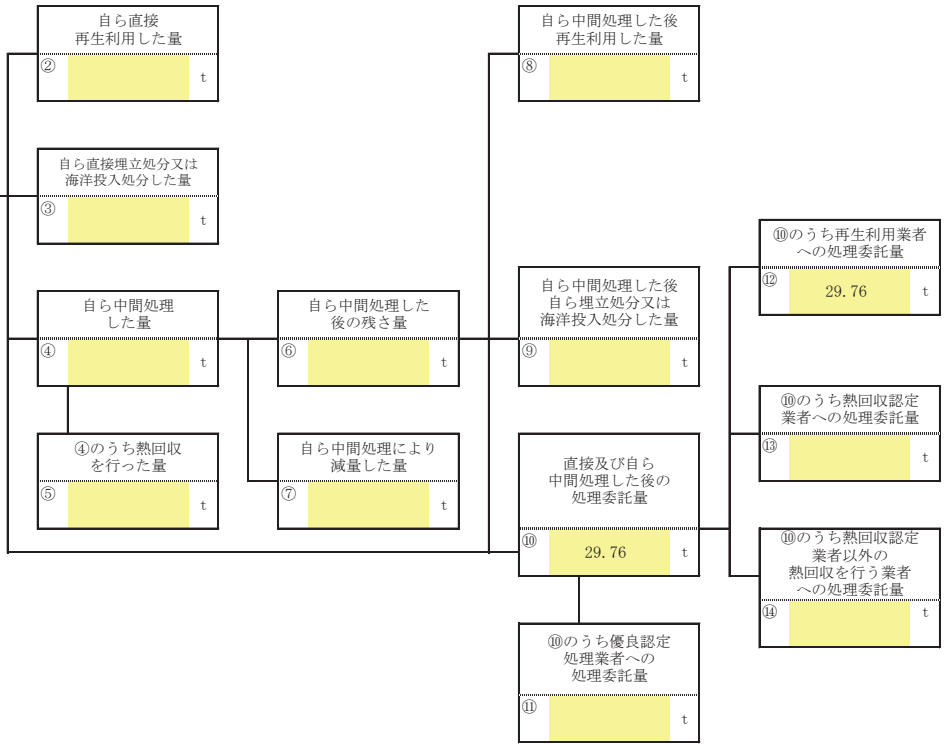 自ら直接
再生利用した量
② t
自ら直接埋立処分又は
海洋投入処分した量
③ t
自ら中間処理
した量
④ t
④のうち熱回収
を行った量
⑤ t
自ら中間処理した
後の残さ量
⑥ t
自ら中間処理により
減量した量
⑦ t
自ら中間処理した後
再生利用した量
⑧ t
自ら中間処理した後
自ら埋立処分又は
海洋投入処分した量
⑨ t
直接及び自ら
中間処理した後の
処理委託量
⑩ 29.76 t
⑩のうち優良認定
処理業者への
処理委託量
⑪ t
⑩のうち再生利用業者
への処理委託量
⑫ 29.76 t
⑩のうち熱回収認定
業者への処理委託量
⑬ t
⑩のうち熱回収認定
業者以外の
熱回収を行う業者
への処理委託量
⑭ t